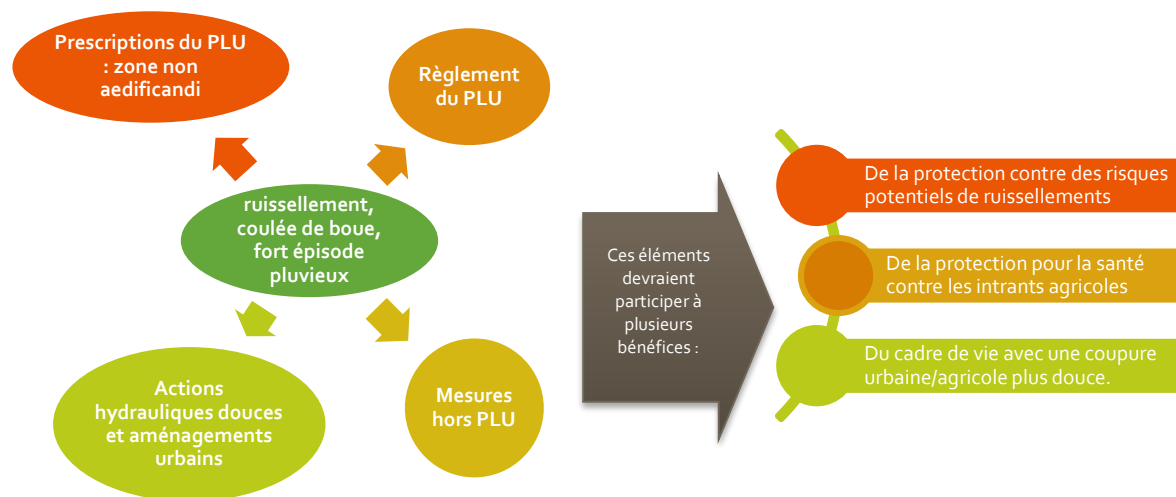 Prescriptions du PLU
: zone non
aedificandi
Règlement
du PLU
ruissellement,
coulée de boue,
fort épisode
pluvieux
Actions
hydrauliques douces
et aménagements
urbains
Mesures
hors PLU
Ces éléments
devraient
participer à
plusieurs
bénéfices :
De la protection contre des risques
potentiels de ruissellements
De la protection pour la santé
contre les intrants agricoles
Du cadre de vie avec une coupure
urbaine/agricole plus douce.